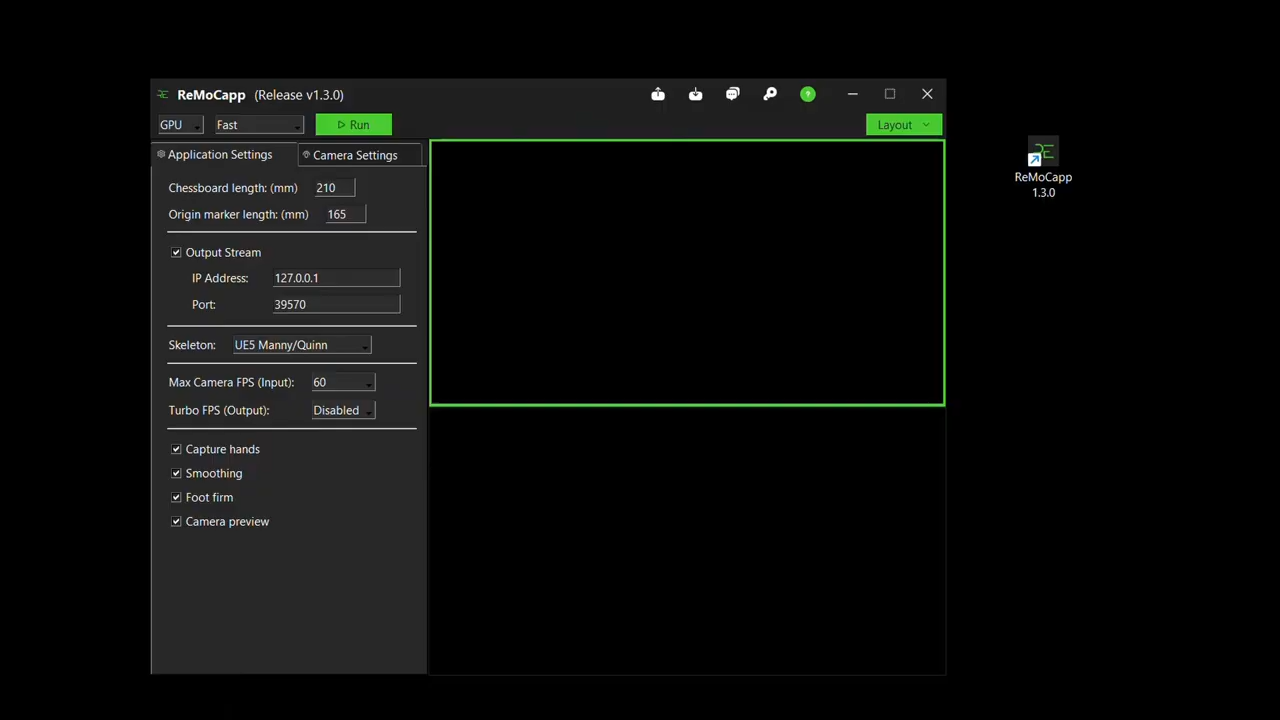 ReMoCapp (Release v1.3.0)
GPU Fast Run Layout
Application Settings Camera Settings
Chessboard length: (mm) 210
Origin marker length: (mm) 165
Output Stream
IP Address: 127.0.0.1
Port: 39570
Skeleton: UE5 Manny/Quinn
Max Camera FPS (Input): 60
Turbo FPS (Output): Disabled
Capture hands
Smoothing
Foot firm
Camera preview
ReMoCapp
1.3.0